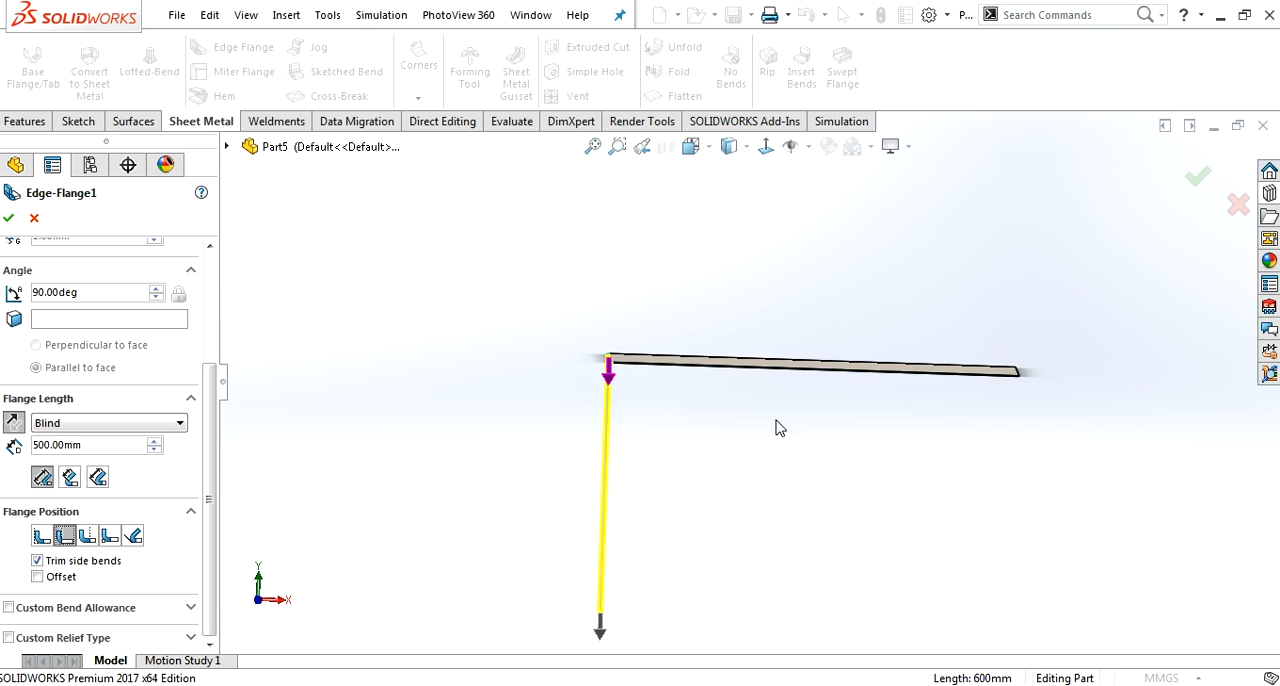 SOLIDWORKS File Edit View Insert Tools Simulation PhotoView 360 Window Help P... Search Commands ?
Base Flange/Tab
Convert to Sheet Metal
Lofted-Bend
Edge Flange
Miter Flange
Hem
Jog
Sketched Bend
Cross-Break
Corners
Forming Tool
Sheet Metal Gusset
Extruded Cut
Simple Hole
Vent
Unfold
Fold
Flatten
No Bends
Rip
Insert Bends
Swept Flange
Features Sketch Surfaces Sheet Metal Weldments Data Migration Direct Editing Evaluate DimXpert Render Tools SOLIDWORKS Add-Ins Simulation
Part5 (Default<<Default>...
Edge-Flange1
Angle
90.00deg
Perpendicular to face
Parallel to face
Flange Length
Blind
500.00mm
Flange Position
Trim side bends
Offset
Custom Bend Allowance
Custom Relief Type
Y
X
Model Motion Study 1
SOLIDWORKS Premium 2017 x64 Edition Length: 600mm Editing Part MMGS